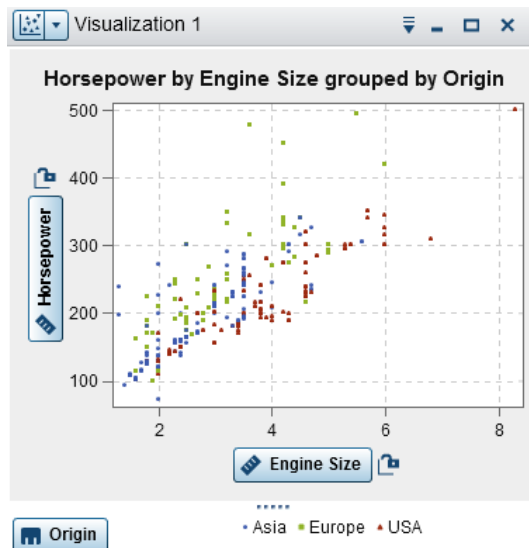 Visualization 1
Horsepower by Engine Size grouped by Origin
500
400
300
200
100
Horsepower
2 4 6 8
Engine Size
Asia Europe USA
Origin